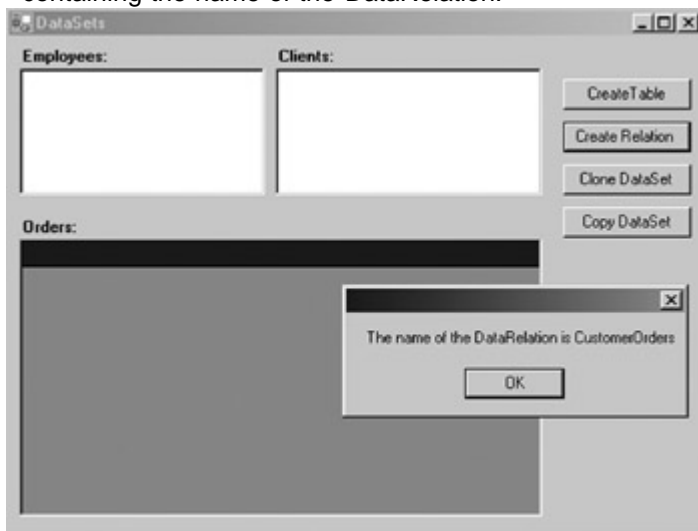 containing the name of the DataRelation.
DataSets
Employees:
Clients:
CreateTable
Create Relation
Clone DataSet
Copy DataSet
Orders:
The name of the DataRelation is CustomerOrders
OK